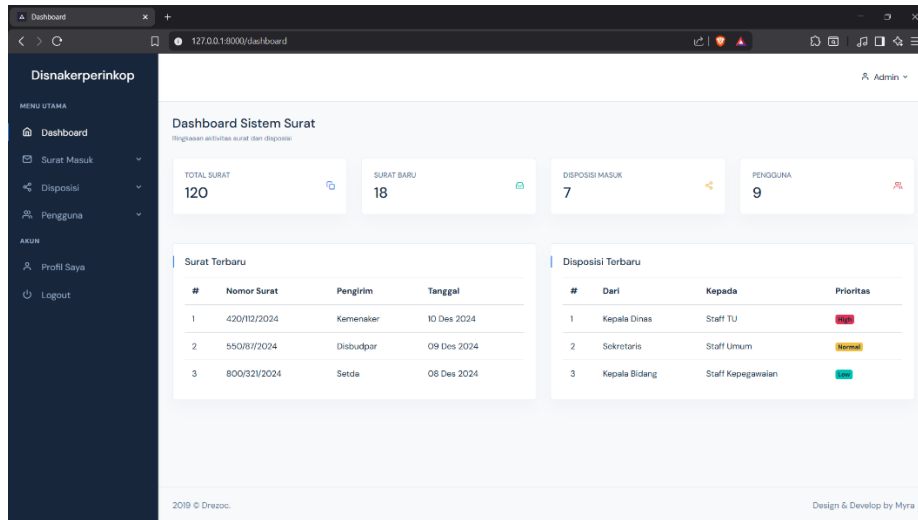 Dashboard
127.0.0.1:8000/dashboard
Disnakerperinkop
Admin
MENU UTAMA
Dashboard
Surat Masuk
Disposisi
Pengguna
AKUN
Profil Saya
Logout
Dashboard Sistem Surat
Ringkasan aktivitas surat dan disposisi
TOTAL SURAT
120
SURAT BARU
18
DISPOSISI MASUK
7
PENGGUNA
9
Surat Terbaru
# Nomor Surat Pengirim Tanggal
1 420/112/2024 Kemenaker 10 Des 2024
2 550/87/2024 Disbudpar 09 Des 2024
3 800/321/2024 Setda 08 Des 2024
Disposisi Terbaru
# Dari Kepada Prioritas
1 Kepala Dinas Staff TU High
2 Sekretaris Staff Umum Normal
3 Kepala Bidang Staff Kepegawaian Low
2019 © Drezoc.
Design & Develop by Myra